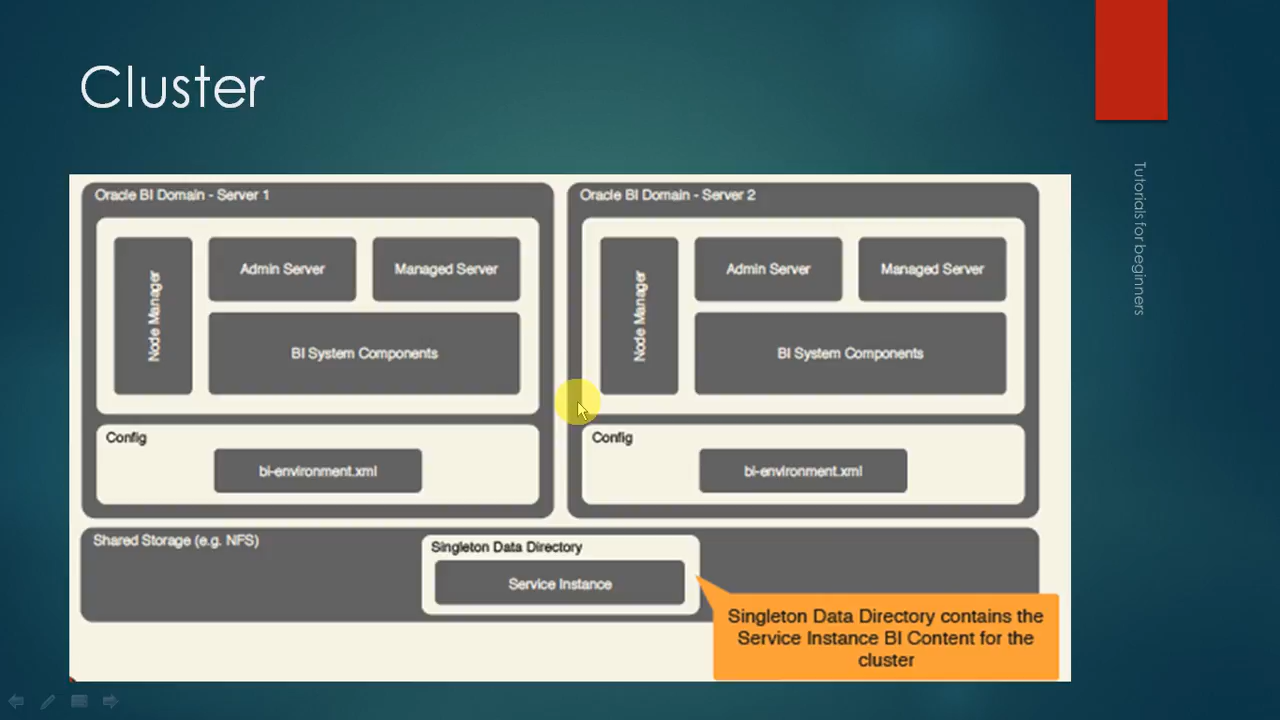 Cluster
Tutorials for beginners
Oracle BI Domain - Server 1
Node Manager
Admin Server
Managed Server
BI System Components
Config
bi-environment.xml
Oracle BI Domain - Server 2
Node Manager
Admin Server
Managed Server
BI System Components
Config
bi-environment.xml
Shared Storage (e.g. NFS)
Singleton Data Directory
Service Instance
Singleton Data Directory contains the
Service Instance BI Content for the
cluster